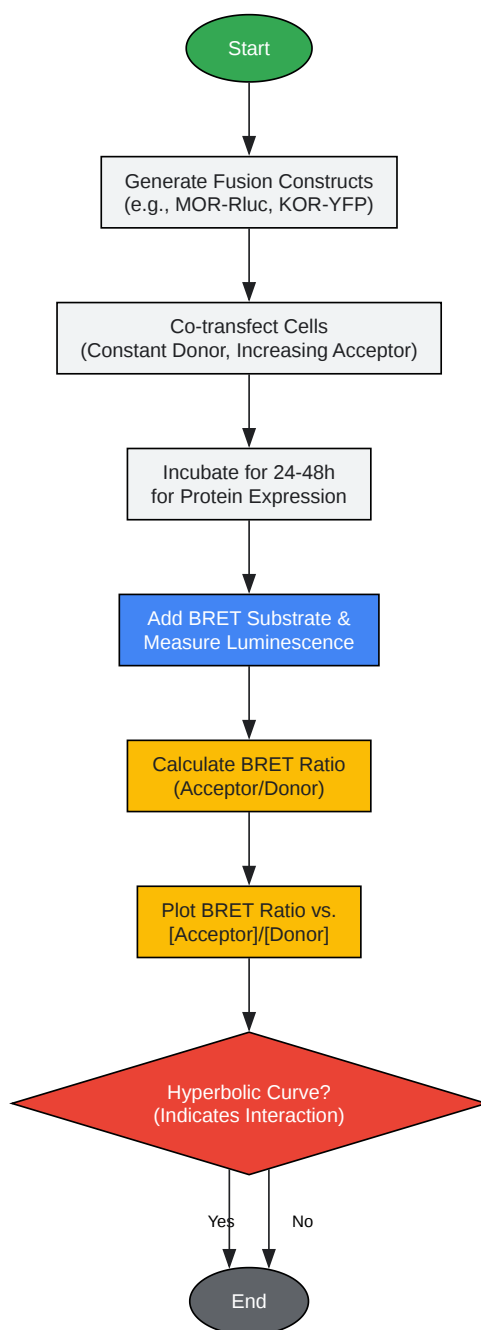 Start
Generate Fusion Constructs
(e.g., MOR-Rluc, KOR-YFP)
Co-transfect Cells
(Constant Donor, Increasing Acceptor)
Incubate for 24-48h
for Protein Expression
Add BRET Substrate &
Measure Luminescence
Calculate BRET Ratio
(Acceptor/Donor)
Plot BRET Ratio vs.
[Acceptor]/[Donor]
Hyperbolic Curve?
(Indicates Interaction)
Yes
No
End